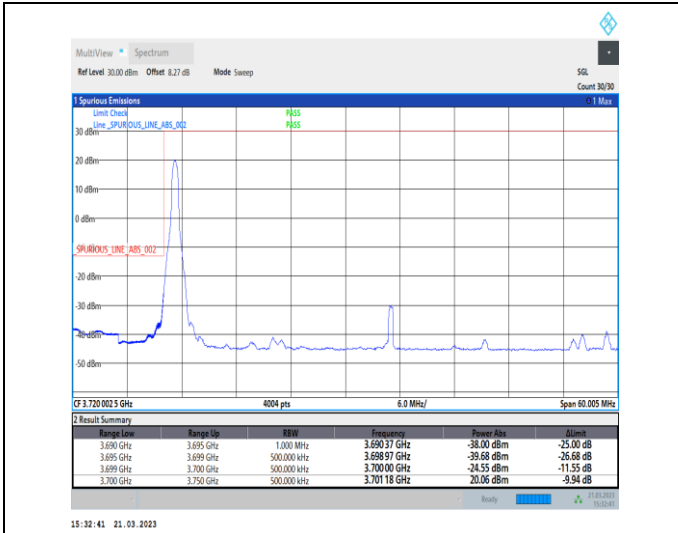 MultiView Spectrum
Ref Level 30.00 dBm Offset 8.27 dB Mode Sweep SGL
Count 30/30
1 Spurious Emissions 1 Max
Limit Check PASS
Line _SPURIOUS_LINE_ABS_002 PASS
30 dBm
20 dBm
10 dBm
0 dBm
_SPURIOUS_LINE_ABS_002
-20 dBm
-30 dBm
-40 dBm
-50 dBm
CF 3.720 002 5 GHz 4004 pts 6.0 MHz/ Span 60.005 MHz
2 Result Summary
Range Low Range Up RBW Frequency Power Abs ΔLimit
3.690 GHz 3.695 GHz 1.000 MHz 3.690 37 GHz -38.00 dBm -25.00 dB
3.695 GHz 3.699 GHz 500.000 kHz 3.698 97 GHz -39.68 dBm -26.68 dB
3.699 GHz 3.700 GHz 500.000 kHz 3.700 00 GHz -24.55 dBm -11.55 dB
3.700 GHz 3.750 GHz 500.000 kHz 3.701 18 GHz 20.06 dBm -9.94 dB
Ready 21.03.2023
15:32:41
15:32:41 21.03.2023